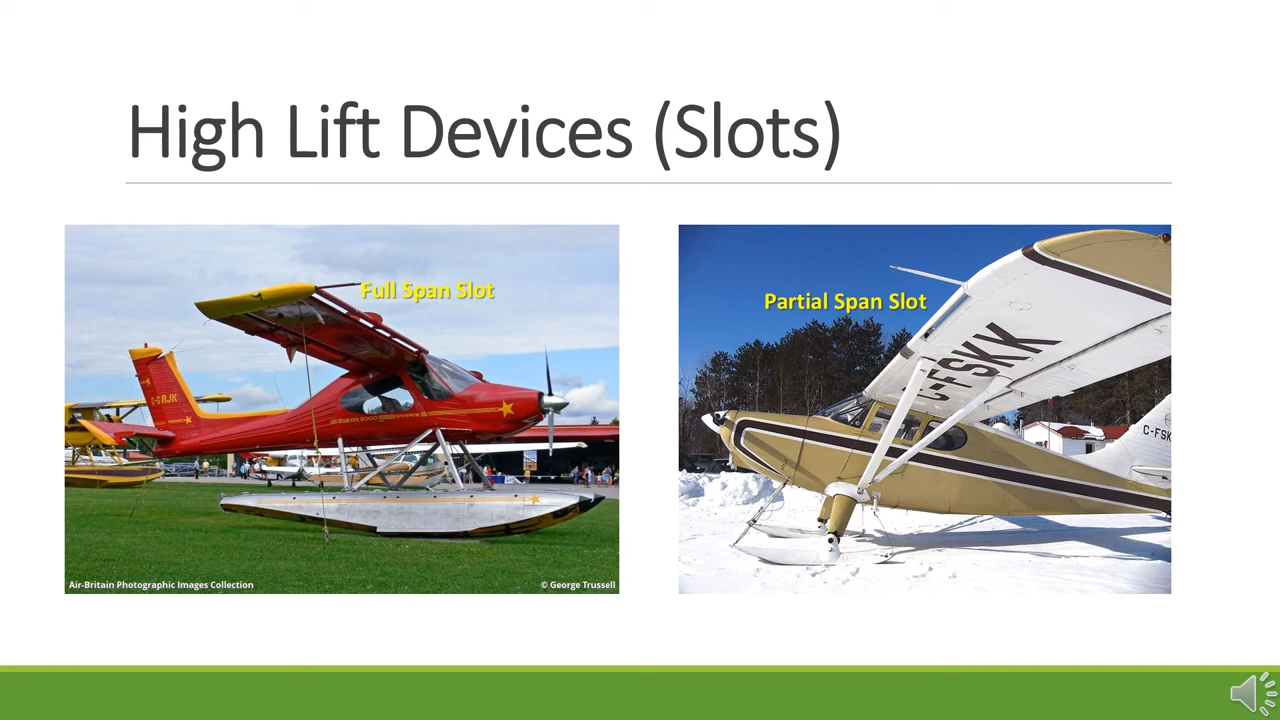 High Lift Devices (Slots)
Full Span Slot
Air-Britain Photographic Images Collection
© George Trussell
Partial Span Slot
C-FSKK
C-FSK